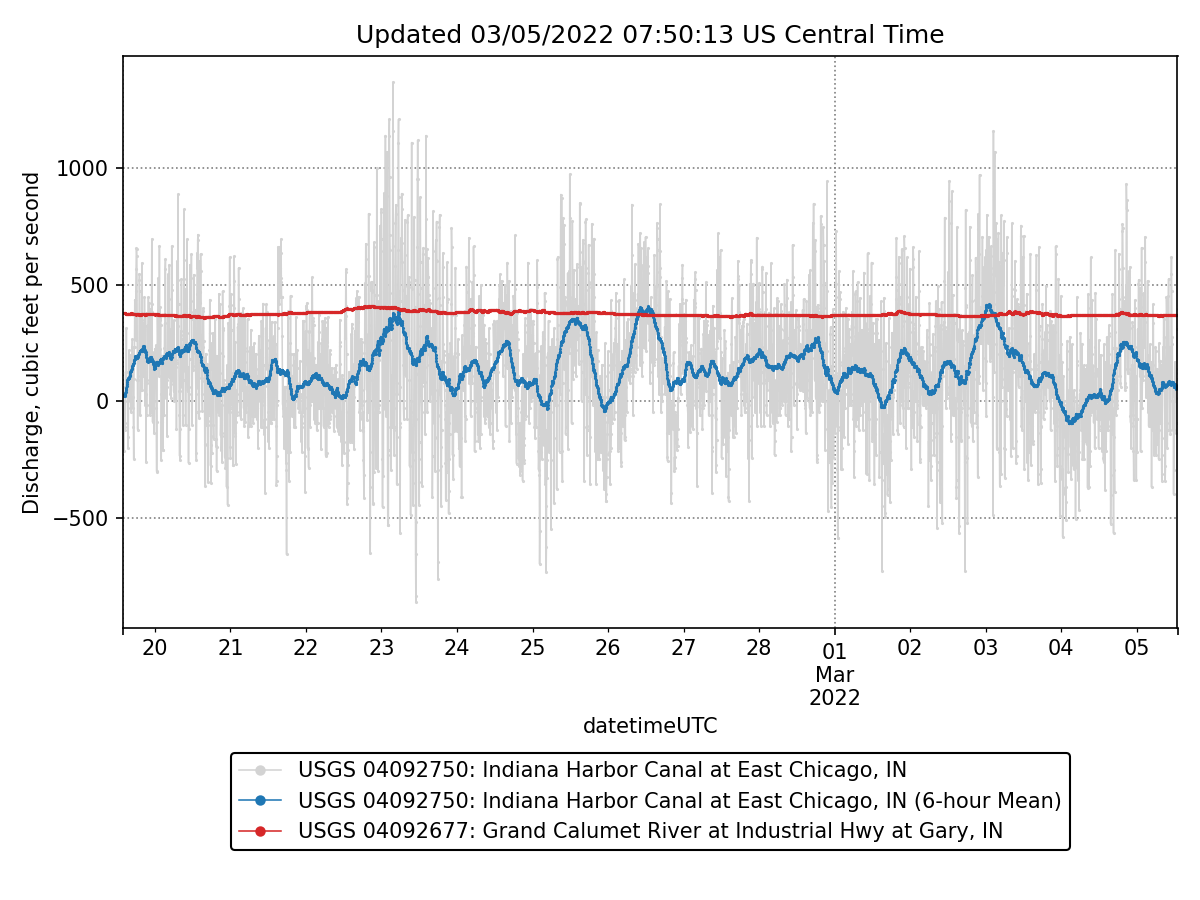 Updated 03/05/2022 07:50:13 US Central Time
Discharge, cubic feet per second
1000
500
0
−500
20 21 22 23 24 25 26 27 28 01 02 03 04 05
Mar
2022
datetimeUTC
USGS 04092750: Indiana Harbor Canal at East Chicago, IN
USGS 04092750: Indiana Harbor Canal at East Chicago, IN (6-hour Mean)
USGS 04092677: Grand Calumet River at Industrial Hwy at Gary, IN